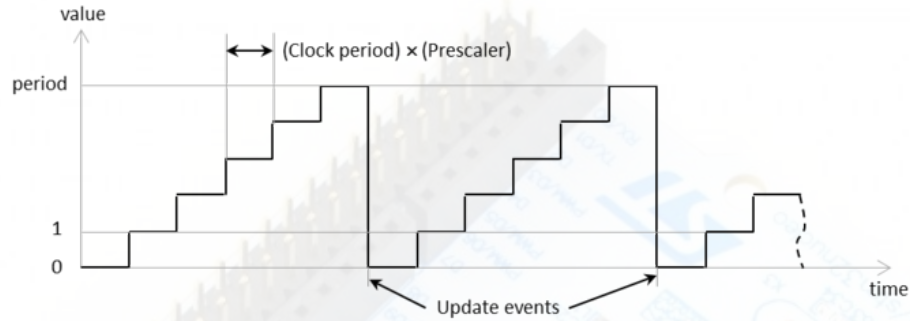 value
(Clock period) × (Prescaler)
period
1
0
time
Update events